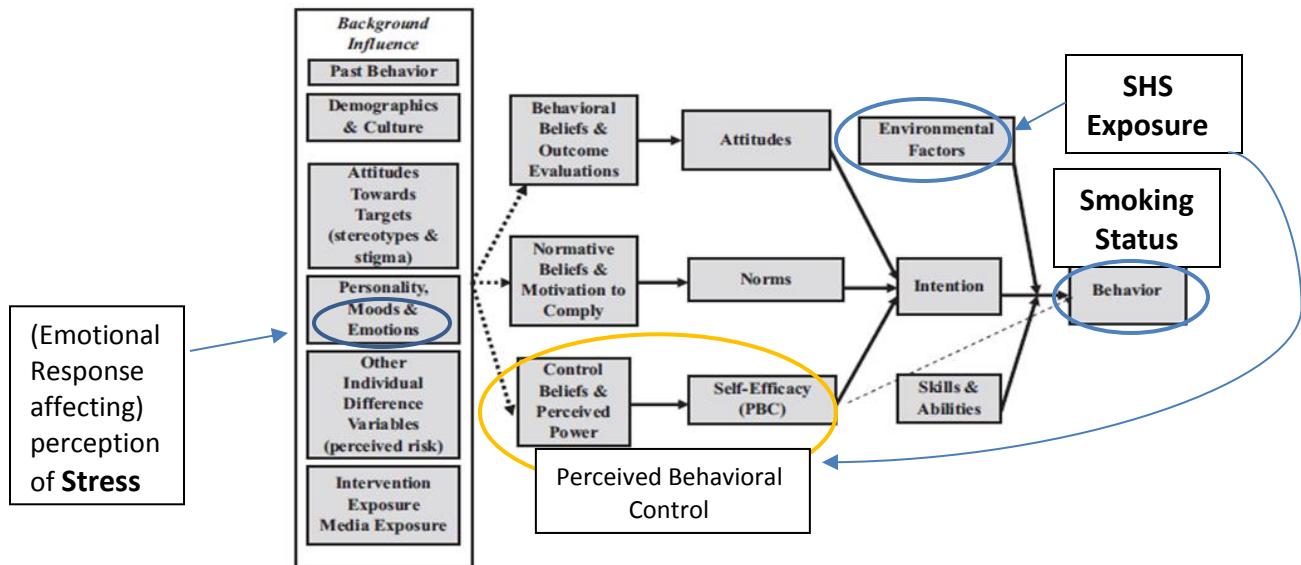 Background
Influence
Past Behavior
Demographics
& Culture
Attitudes
Towards
Targets
(stereotypes &
stigma)
Personality,
Moods &
Emotions
Other
Individual
Difference
Variables
(perceived risk)
Intervention
Exposure
Media Exposure
(Emotional
Response
affecting)
perception
of Stress
Behavioral
Beliefs &
Outcome
Evaluations
Normative
Beliefs &
Motivation to
Comply
Control
Beliefs &
Perceived
Power
Attitudes
Norms
Self-Efficacy
(PBC)
Perceived Behavioral
Control
Environmental
Factors
Intention
Skills &
Abilities
SHS
Exposure
Smoking
Status
Behavior